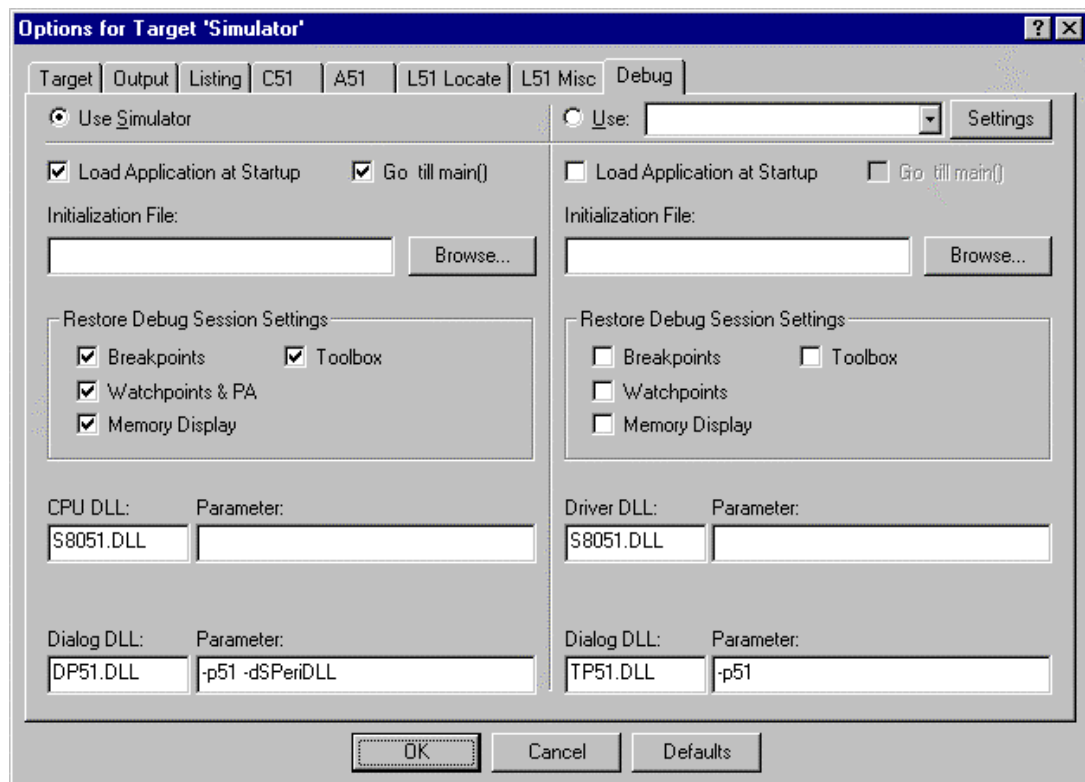 Options for Target 'Simulator'
Target Output Listing C51 A51 L51 Locate L51 Misc Debug
Use Simulator Use: Settings
Load Application at Startup Go till main() Load Application at Startup Go till main()
Initialization File: Initialization File:
Browse... Browse...
Restore Debug Session Settings Restore Debug Session Settings
Breakpoints Toolbox Breakpoints Toolbox
Watchpoints & PA Watchpoints
Memory Display Memory Display
CPU DLL: Parameter: Driver DLL: Parameter:
S8051.DLL S8051.DLL
Dialog DLL: Parameter: Dialog DLL: Parameter:
DP51.DLL -p51 -dSPeriDLL TP51.DLL -p51
OK Cancel Defaults